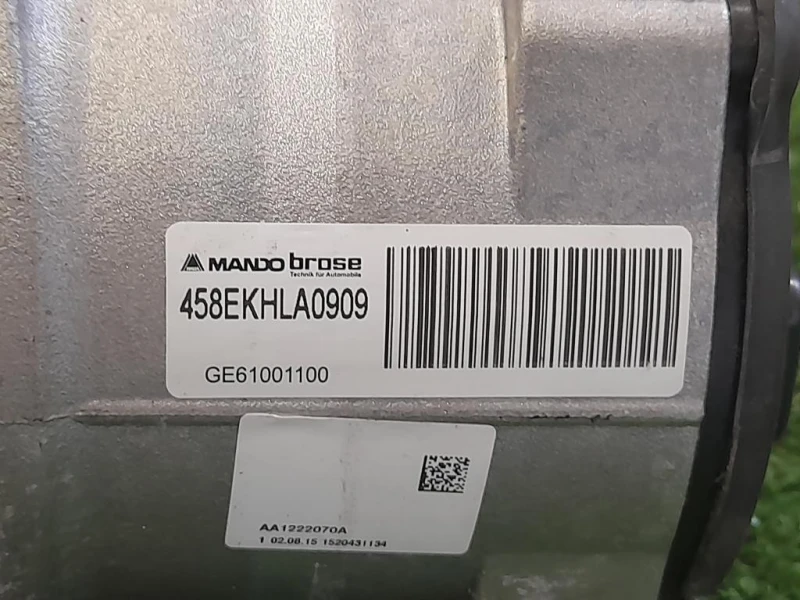 MANDO brose
Technik für Automobile
458EKHLA0909
GE61001100
AA1222070A
1 02.08.15 1520431134